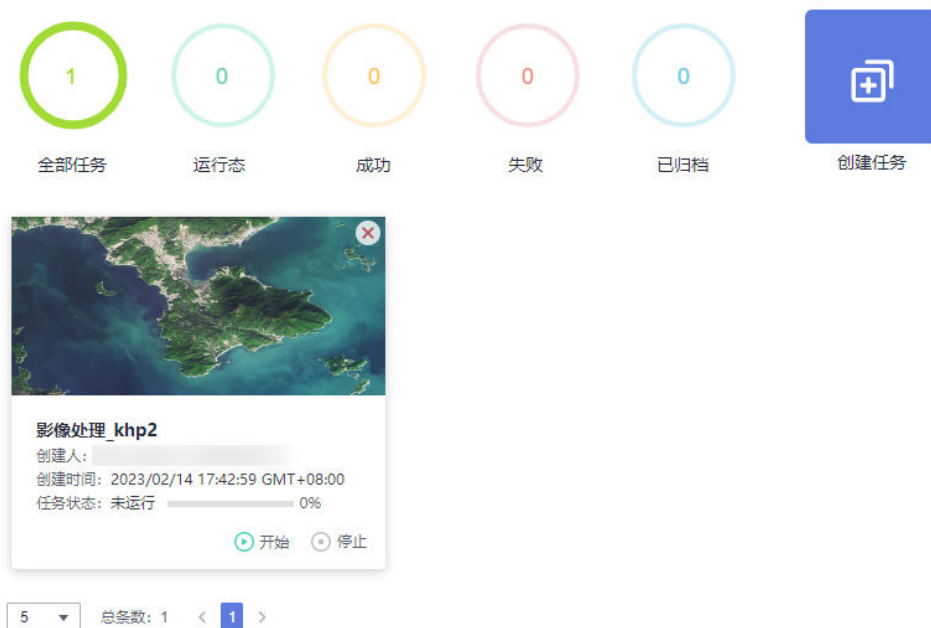 1 0 0 0 0
全部任务 运行态 成功 失败 已归档 创建任务
影像处理_khp2
创建人：
创建时间：2023/02/14 17:42:59 GMT+08:00
任务状态：未运行 0%
开始 停止
5 总条数：1 < 1 >